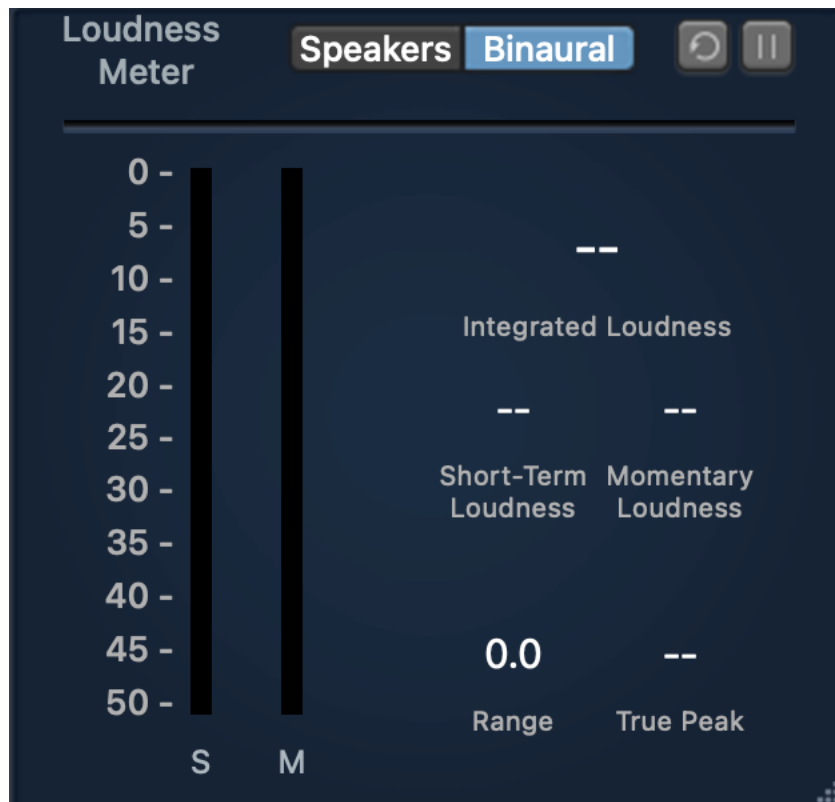 Loudness
Meter
Speakers Binaural
0 -
5 -
10 -
15 -
20 -
25 -
30 -
35 -
40 -
45 -
50 -
S M
--
Integrated Loudness
-- --
Short-Term Momentary
Loudness Loudness
0.0 --
Range True Peak